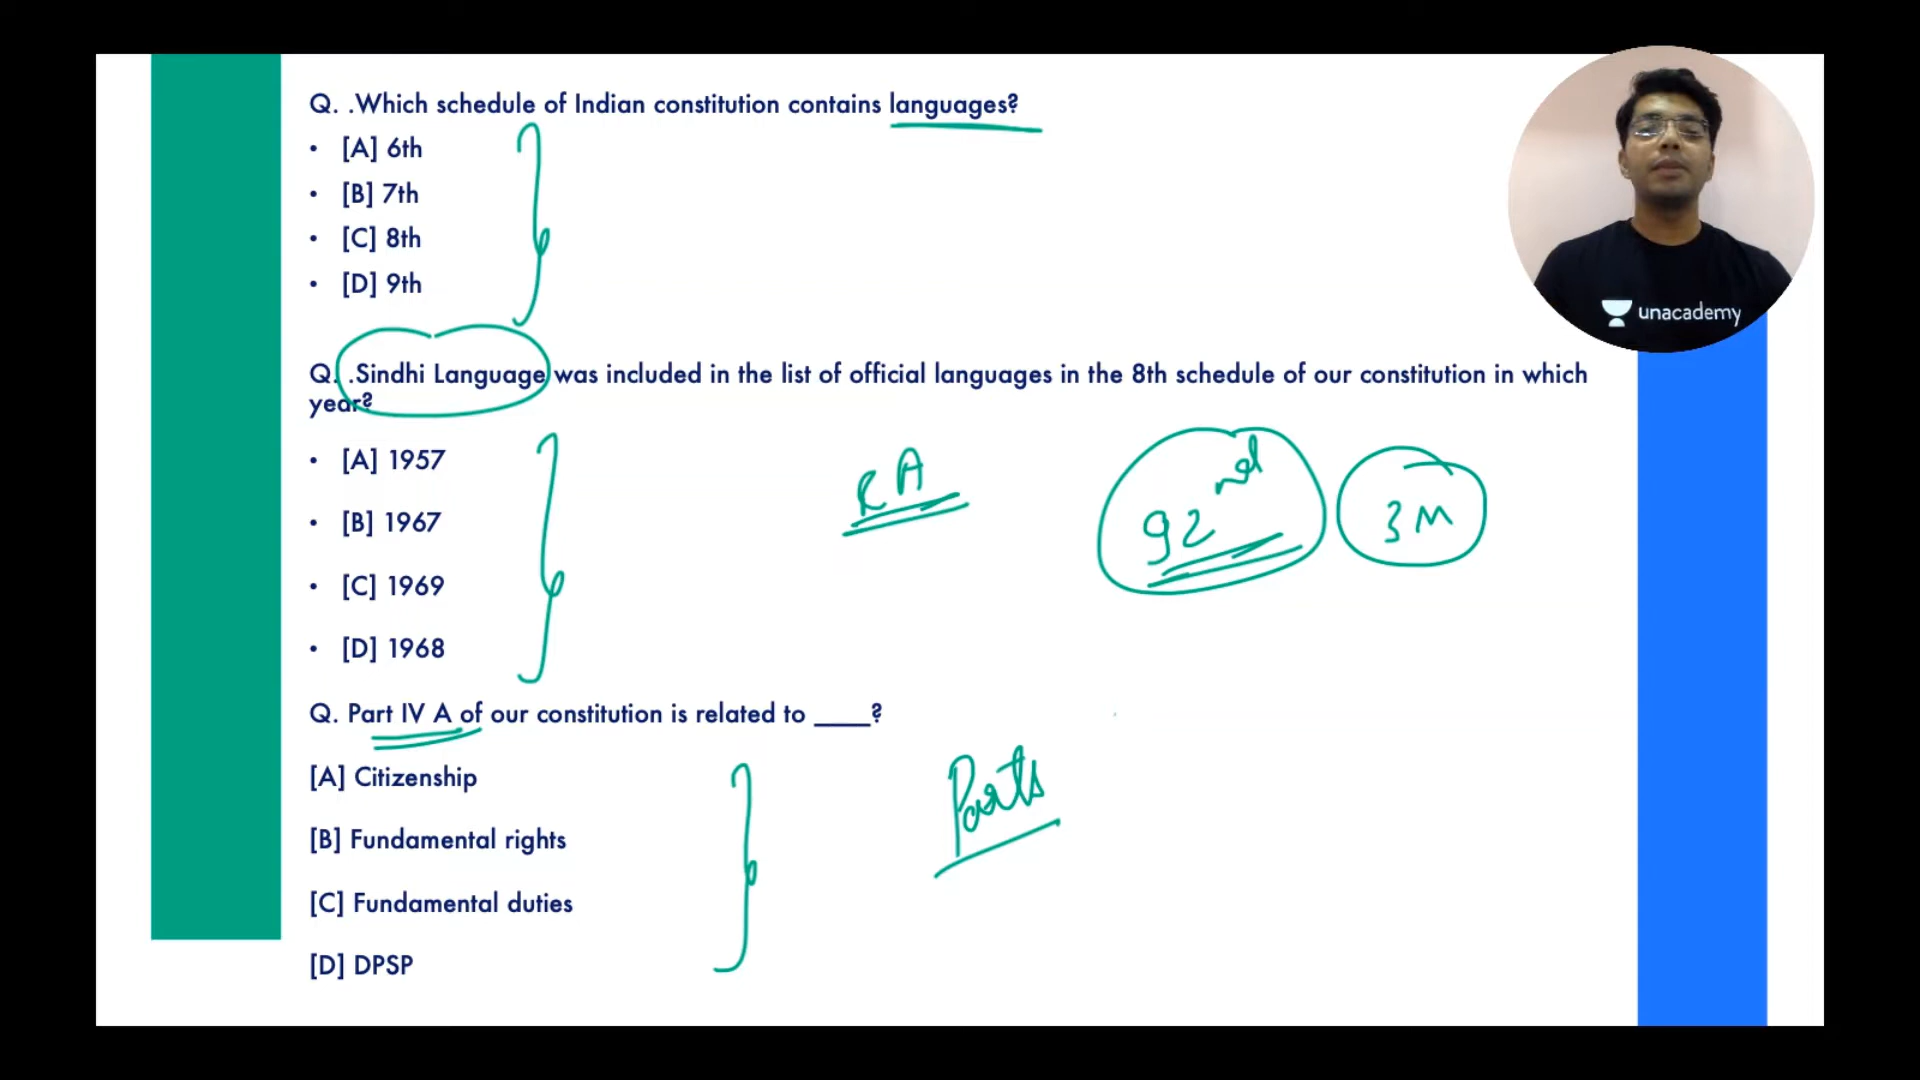 Q. .Which schedule of Indian constitution contains languages?
• [A] 6th
• [B] 7th
• [C] 8th
• [D] 9th
unacademy
Q. .Sindhi Language was included in the list of official languages in the 8th schedule of our constitution in which
year?
• [A] 1957
• [B] 1967
• [C] 1969
• [D] 1968
RA
92nd
3M
Q. Part IV A of our constitution is related to ____?
[A] Citizenship
[B] Fundamental rights
[C] Fundamental duties
[D] DPSP
Parts